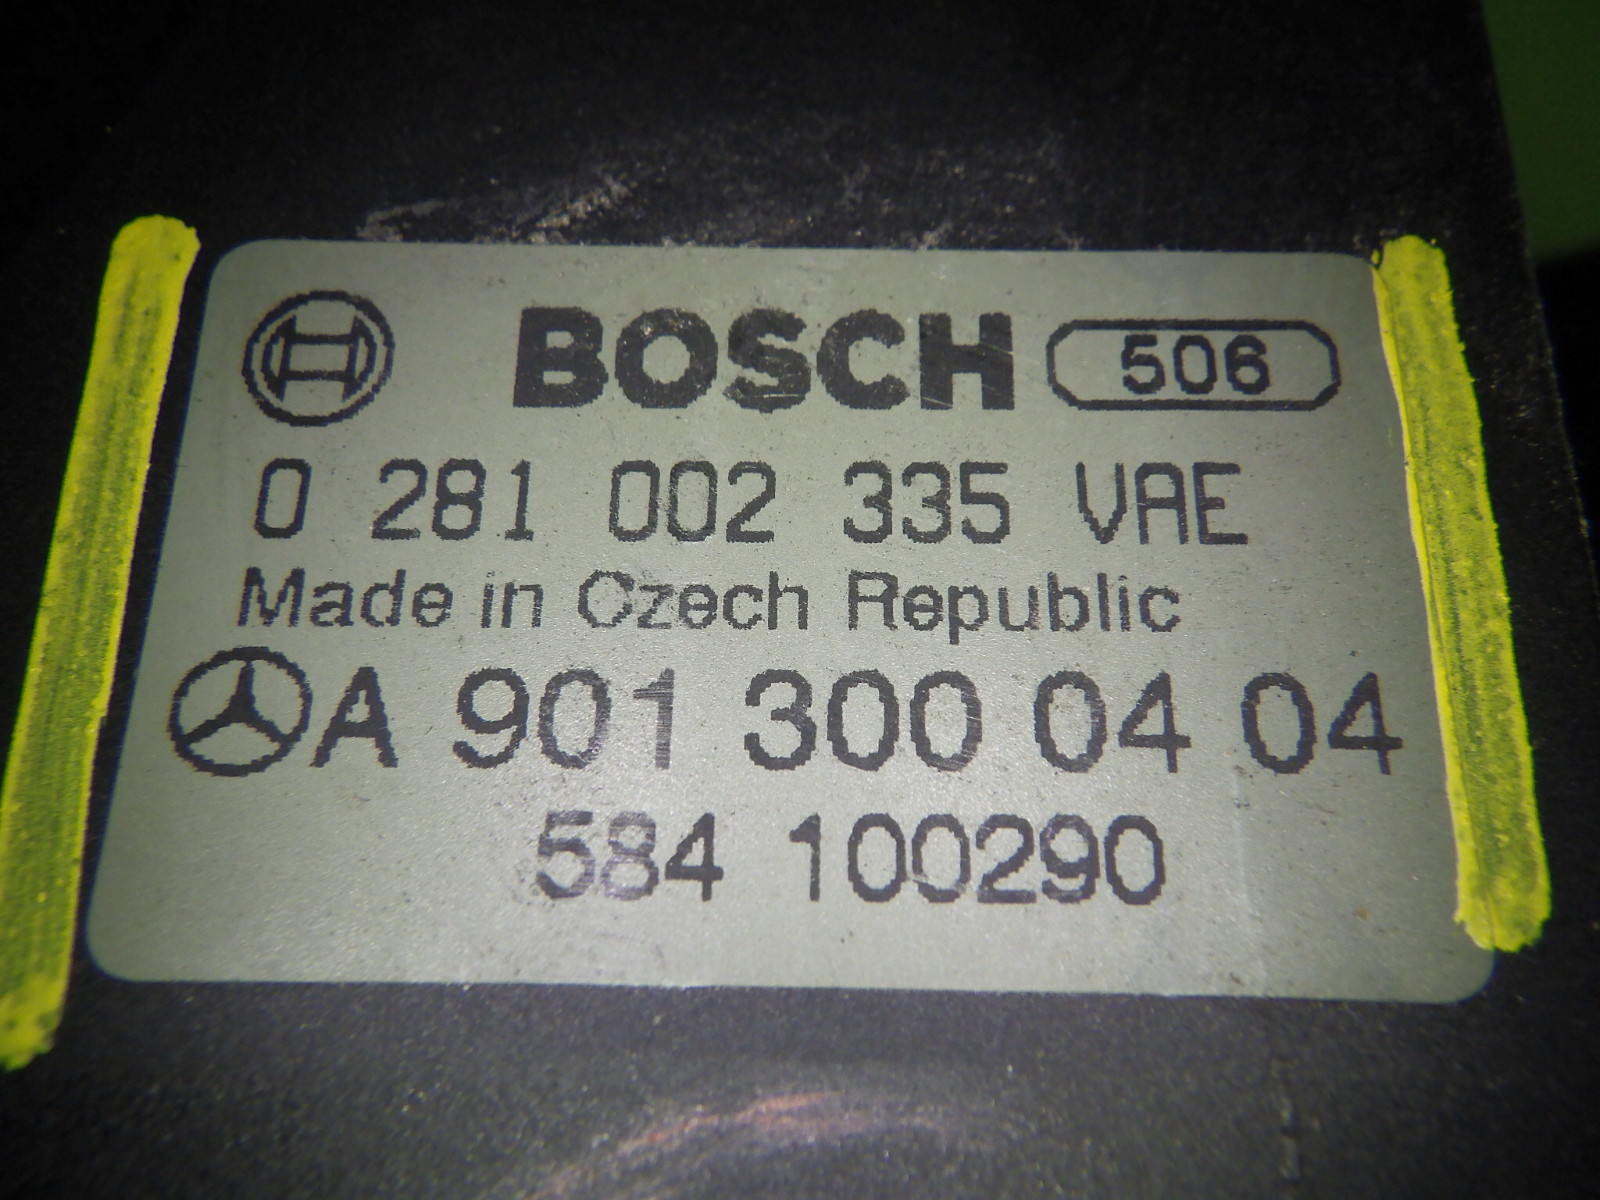 BOSCH 506
0 281 002 335 VAE
Made in Czech Republic
A 901 300 04 04
584 100290